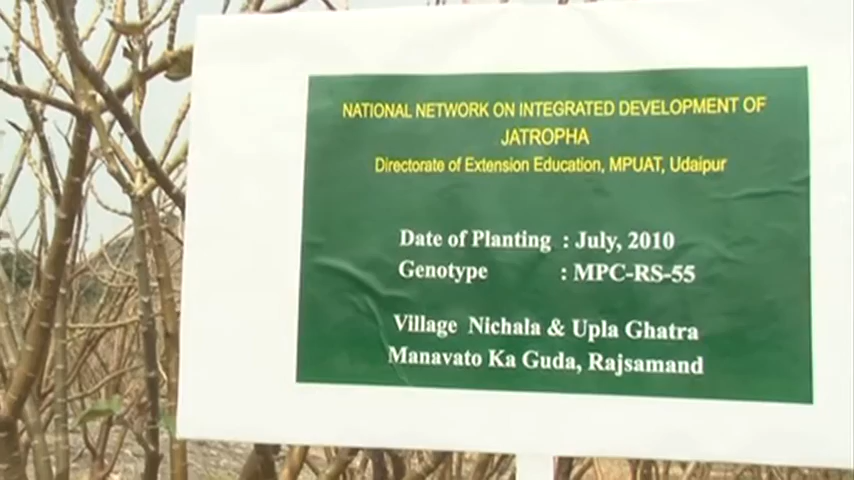 NATIONAL NETWORK ON INTEGRATED DEVELOPMENT OF
JATROPHA
Directorate of Extension Education, MPUAT, Udaipur
Date of Planting : July, 2010
Genotype : MPC-RS-55
Village Nichala & Upla Ghatra
Manavato Ka Guda, Rajsamand